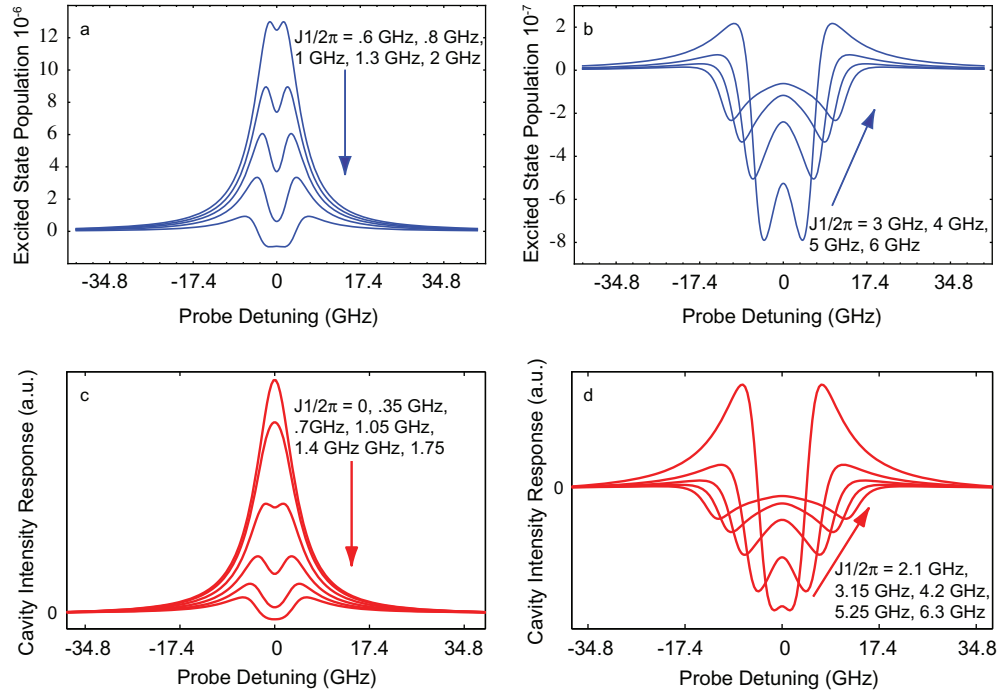 a
J1/2π = .6 GHz, .8 GHz,
1 GHz, 1.3 GHz, 2 GHz
Excited State Population 10-6
12
10
8
6
4
2
0
-34.8 -17.4 0 17.4 34.8
Probe Detuning (GHz)
b
J1/2π = 3 GHz, 4 GHz,
5 GHz, 6 GHz
Excited State Population 10-7
2
0
-2
-4
-6
-8
-34.8 -17.4 0 17.4 34.8
Probe Detuning (GHz)
c
J1/2π = 0, .35 GHz,
.7GHz, 1.05 GHz,
1.4 GHz GHz, 1.75
Cavity Intensity Response (a.u.)
0
-34.8 -17.4 0 17.4 34.8
Probe Detuning (GHz)
d
J1/2π = 2.1 GHz,
3.15 GHz, 4.2 GHz,
5.25 GHz, 6.3 GHz
Cavity Intensity Response (a.u.)
0
-34.8 -17.4 0 17.4 34.8
Probe Detuning (GHz)